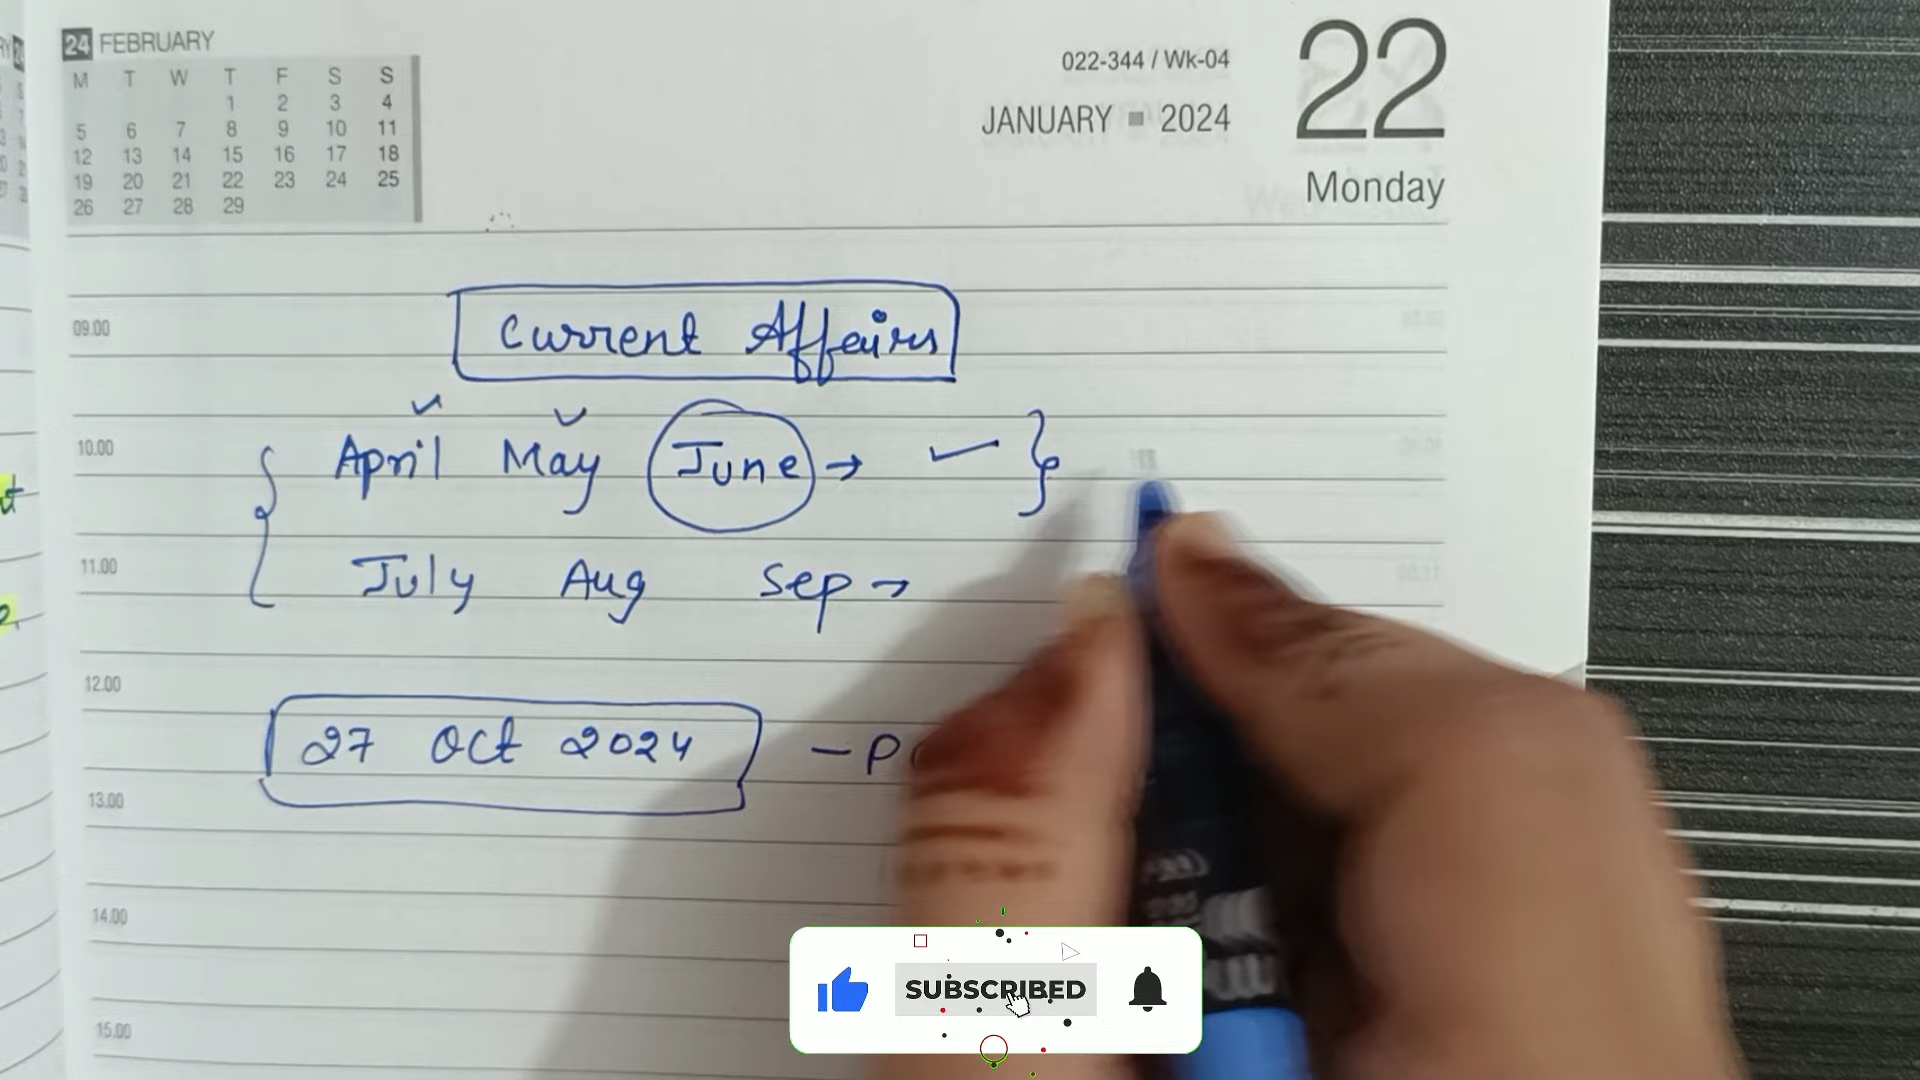 24 FEBRUARY
M T W T F S S
1 2 3 4
5 6 7 8 9 10 11
12 13 14 15 16 17 18
19 20 21 22 23 24 25
26 27 28 29
022-344 / Wk-04
JANUARY ▪ 2024
22
Monday
09.00
Current Affairs
10.00
April May June → ✓
11.00
July Aug Sep →
12.00
27 Oct 2024 – P
13.00
14.00
SUBSCRIBED
15.00